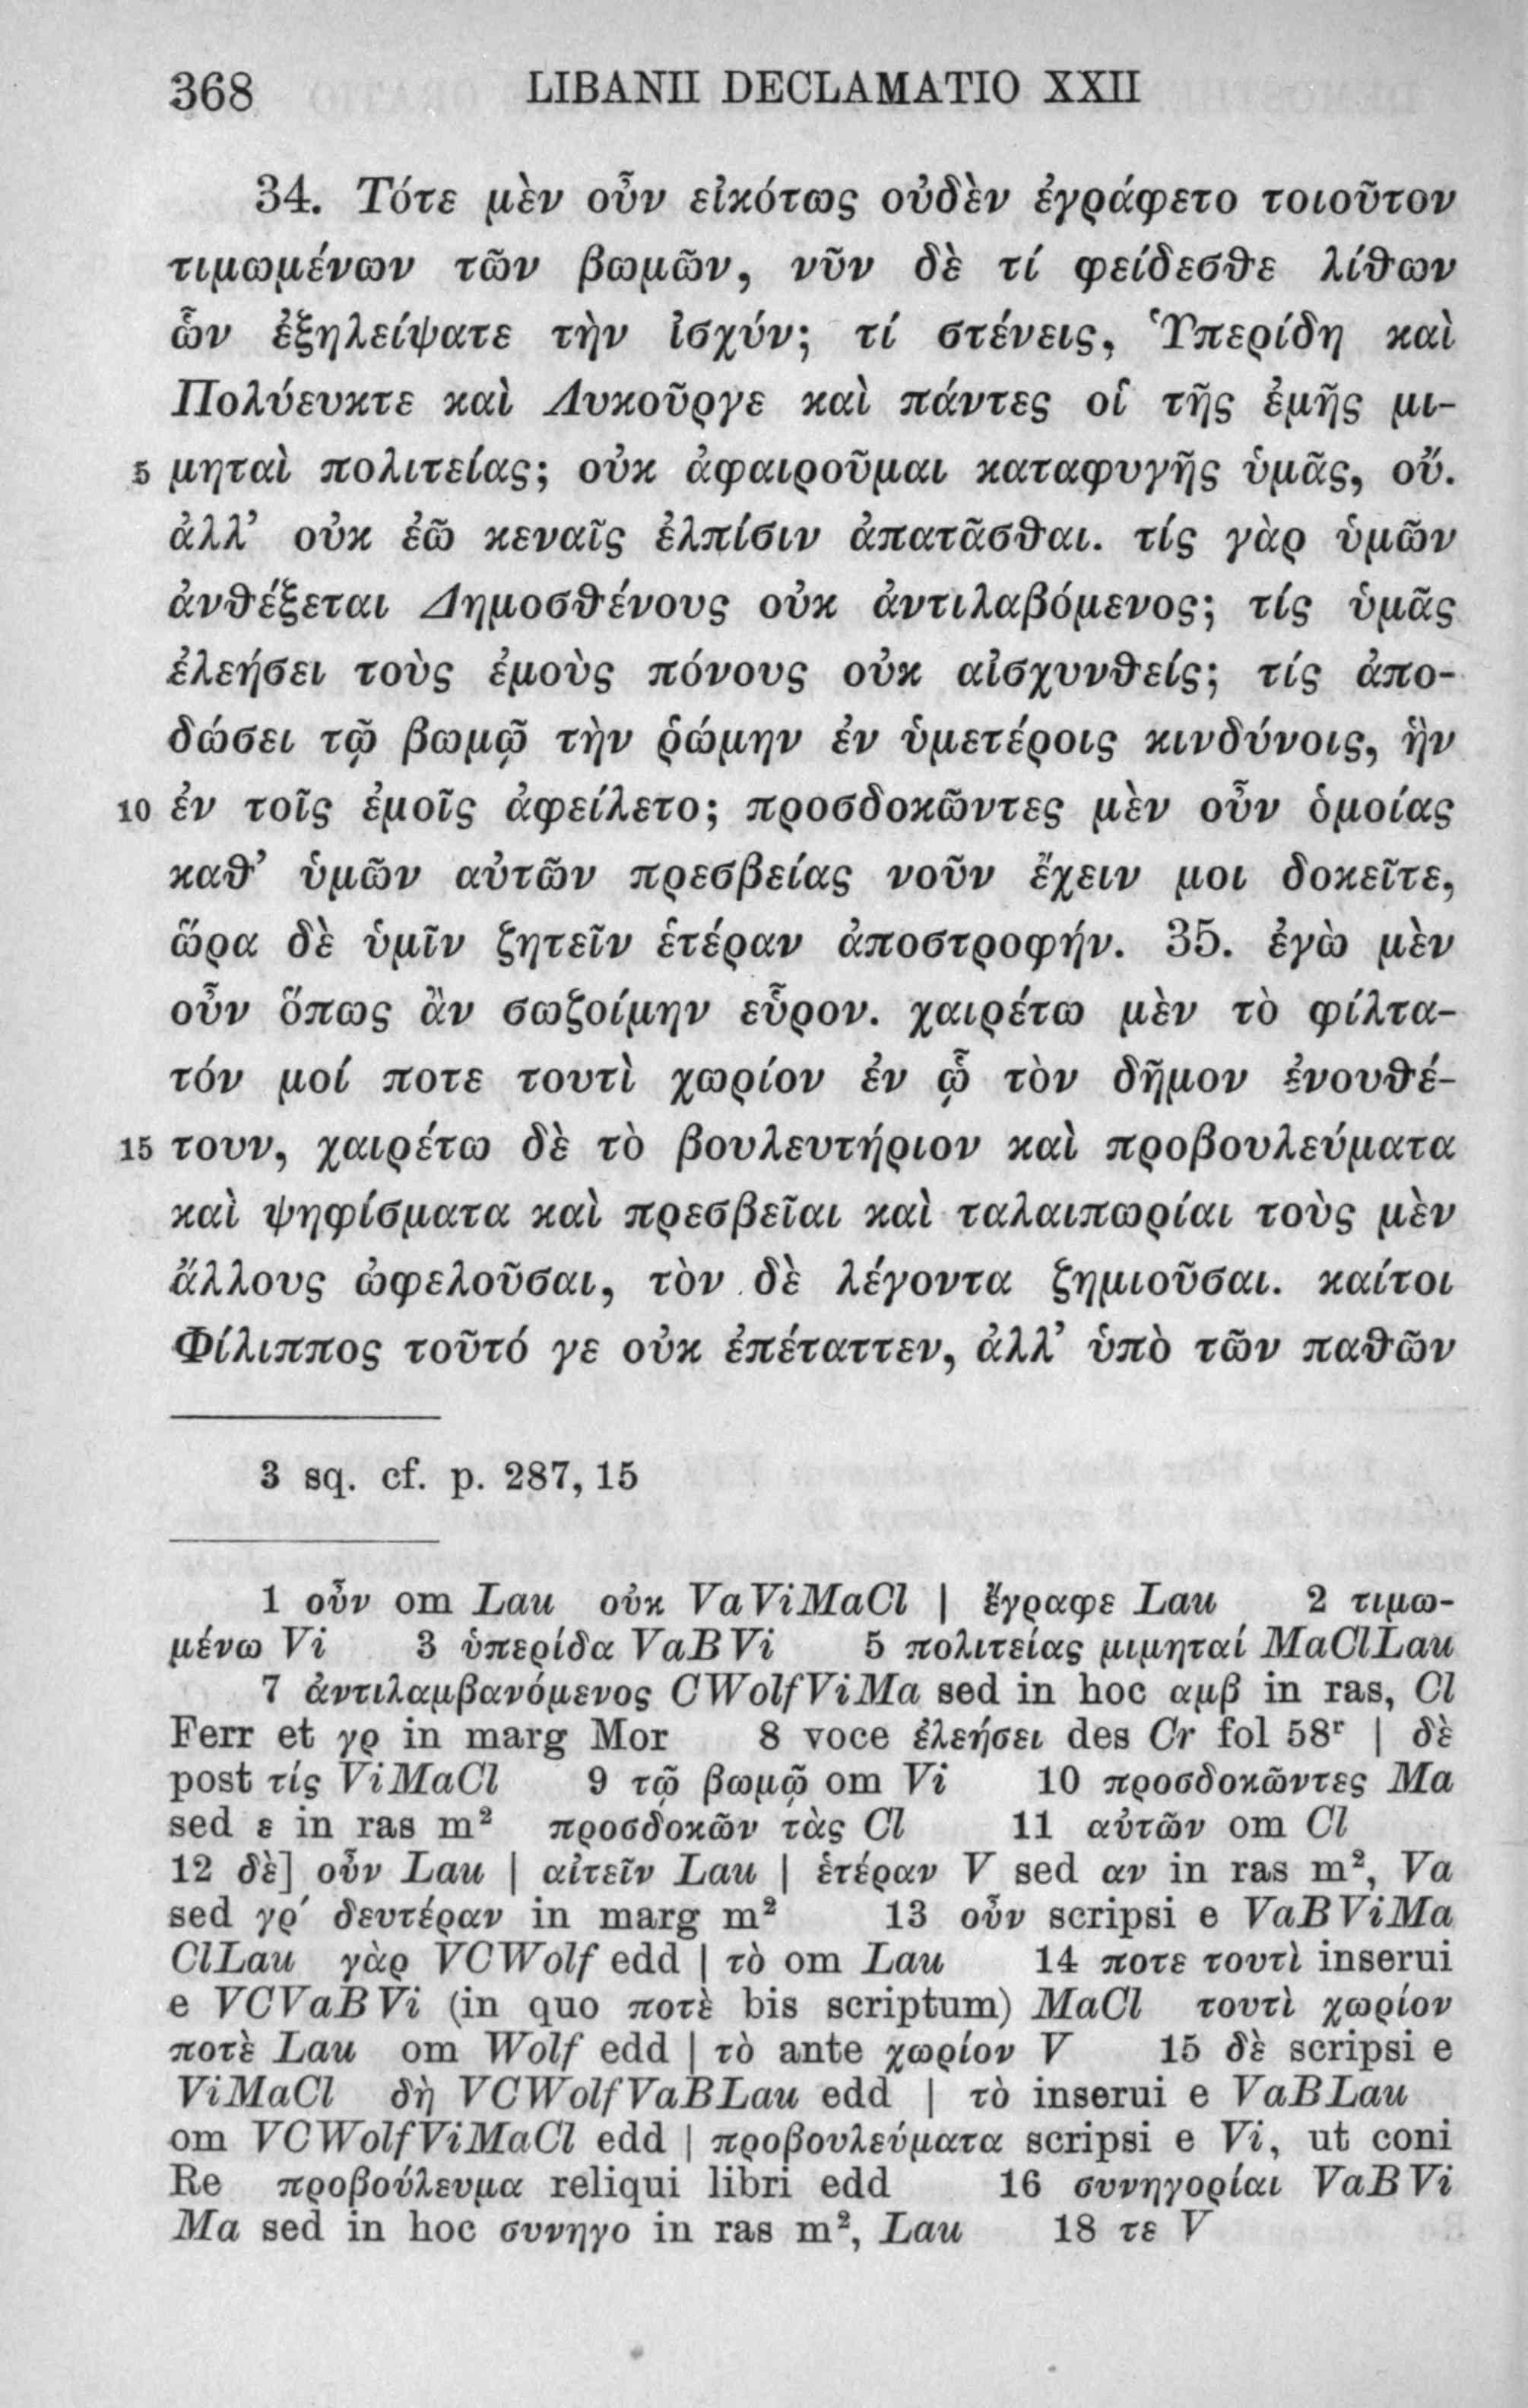 368 LIBANII DECLAMATIO XXII
34. Τότε μὲν οὖν εἰκότως οὐδὲν ἐγράφετο τοιοῦτον
τιμωμένων τῶν βωμῶν, νῦν δὲ τί φείδεσθε λίθων
ὧν ἐξηλείψατε τὴν ἰσχύν; τί στένεις, Ὑπερίδη καὶ
Πολύευκτε καὶ Λυκοῦργε καὶ πάντες οἱ τῆς ἐμῆς μι-
5 μηταὶ πολιτείας; οὐκ ἀφαιροῦμαι καταφυγῆς ὑμᾶς, οὔ.
ἀλλ’ οὐκ ἐῶ κεναῖς ἐλπίσιν ἀπατᾶσθαι. τίς γὰρ ὑμῶν
ἀνθέξεται Δημοσθένους οὐκ ἀντιλαβόμενος; τίς ὑμᾶς
ἐλεήσει τοὺς ἐμοὺς πόνους οὐκ αἰσχυνθείς; τίς ἀπο-
δώσει τῷ βωμῷ τὴν ῥώμην ἐν ὑμετέροις κινδύνοις, ἣν
10 ἐν τοῖς ἐμοῖς ἀφείλετο; προσδοκῶντες μὲν οὖν ὁμοίας
καθ’ ὑμῶν αὐτῶν πρεσβείας νοῦν ἔχειν μοι δοκεῖτε,
ὥρα δὲ ὑμῖν ζητεῖν ἑτέραν ἀποστροφήν. 35. ἐγὼ μὲν
οὖν ὅπως ἂν σωζοίμην εὗρον. χαιρέτω μὲν τὸ φίλτα-
τόν μοί ποτε τουτὶ χωρίον ἐν ᾧ τὸν δῆμον ἐνουθέ-
15 τουν, χαιρέτω δὲ τὸ βουλευτήριον καὶ προβουλεύματα
καὶ ψηφίσματα καὶ πρεσβεῖαι καὶ ταλαιπωρίαι τοὺς μὲν
ἄλλους ὠφελοῦσαι, τὸν δὲ λέγοντα ζημιοῦσαι. καίτοι
Φίλιππος τοῦτό γε οὐκ ἐπέταττεν, ἀλλ’ ὑπὸ τῶν παθῶν
3 sq. cf. p. 287, 15
1 οὖν om Lau οὐκ VaViMaCl | ἔγραφε Lau 2 τιμω-
μένω Vi 3 ὑπερίδα VaBVi 5 πολιτείας μιμηταί MaClLau
7 ἀντιλαμβανόμενος CWolfViMa sed in hoc αμβ in ras, Cl
Ferr et γρ in marg Mor 8 voce ἐλεήσει des Cr fol 58ʳ | δὲ
post τίς ViMaCl 9 τῷ βωμῷ om Vi 10 προσδοκῶντες Ma
sed ε in ras m² προσδοκῶν τὰς Cl 11 αὐτῶν om Cl
12 δὲ] οὖν Lau | αἰτεῖν Lau | ἑτέραν V sed αν in ras m², Va
sed γρ´ δευτέραν in marg m² 13 οὖν scripsi e VaBViMa
ClLau γὰρ VCWolf edd | τὸ om Lau 14 ποτε τουτὶ inserui
e VCVaBVi (in quo ποτὲ bis scriptum) MaCl τουτὶ χωρίον
ποτὲ Lau om Wolf edd | τὸ ante χωρίον V 15 δὲ scripsi e
ViMaCl δὴ VCWolfVaBLau edd | τὸ inserui e VaBLau
om VCWolfViMaCl edd | προβουλεύματα scripsi e Vi, ut coni
Re προβούλευμα reliqui libri edd 16 συνηγορίαι VaBVi
Ma sed in hoc συνηγο in ras m², Lau 18 τε V